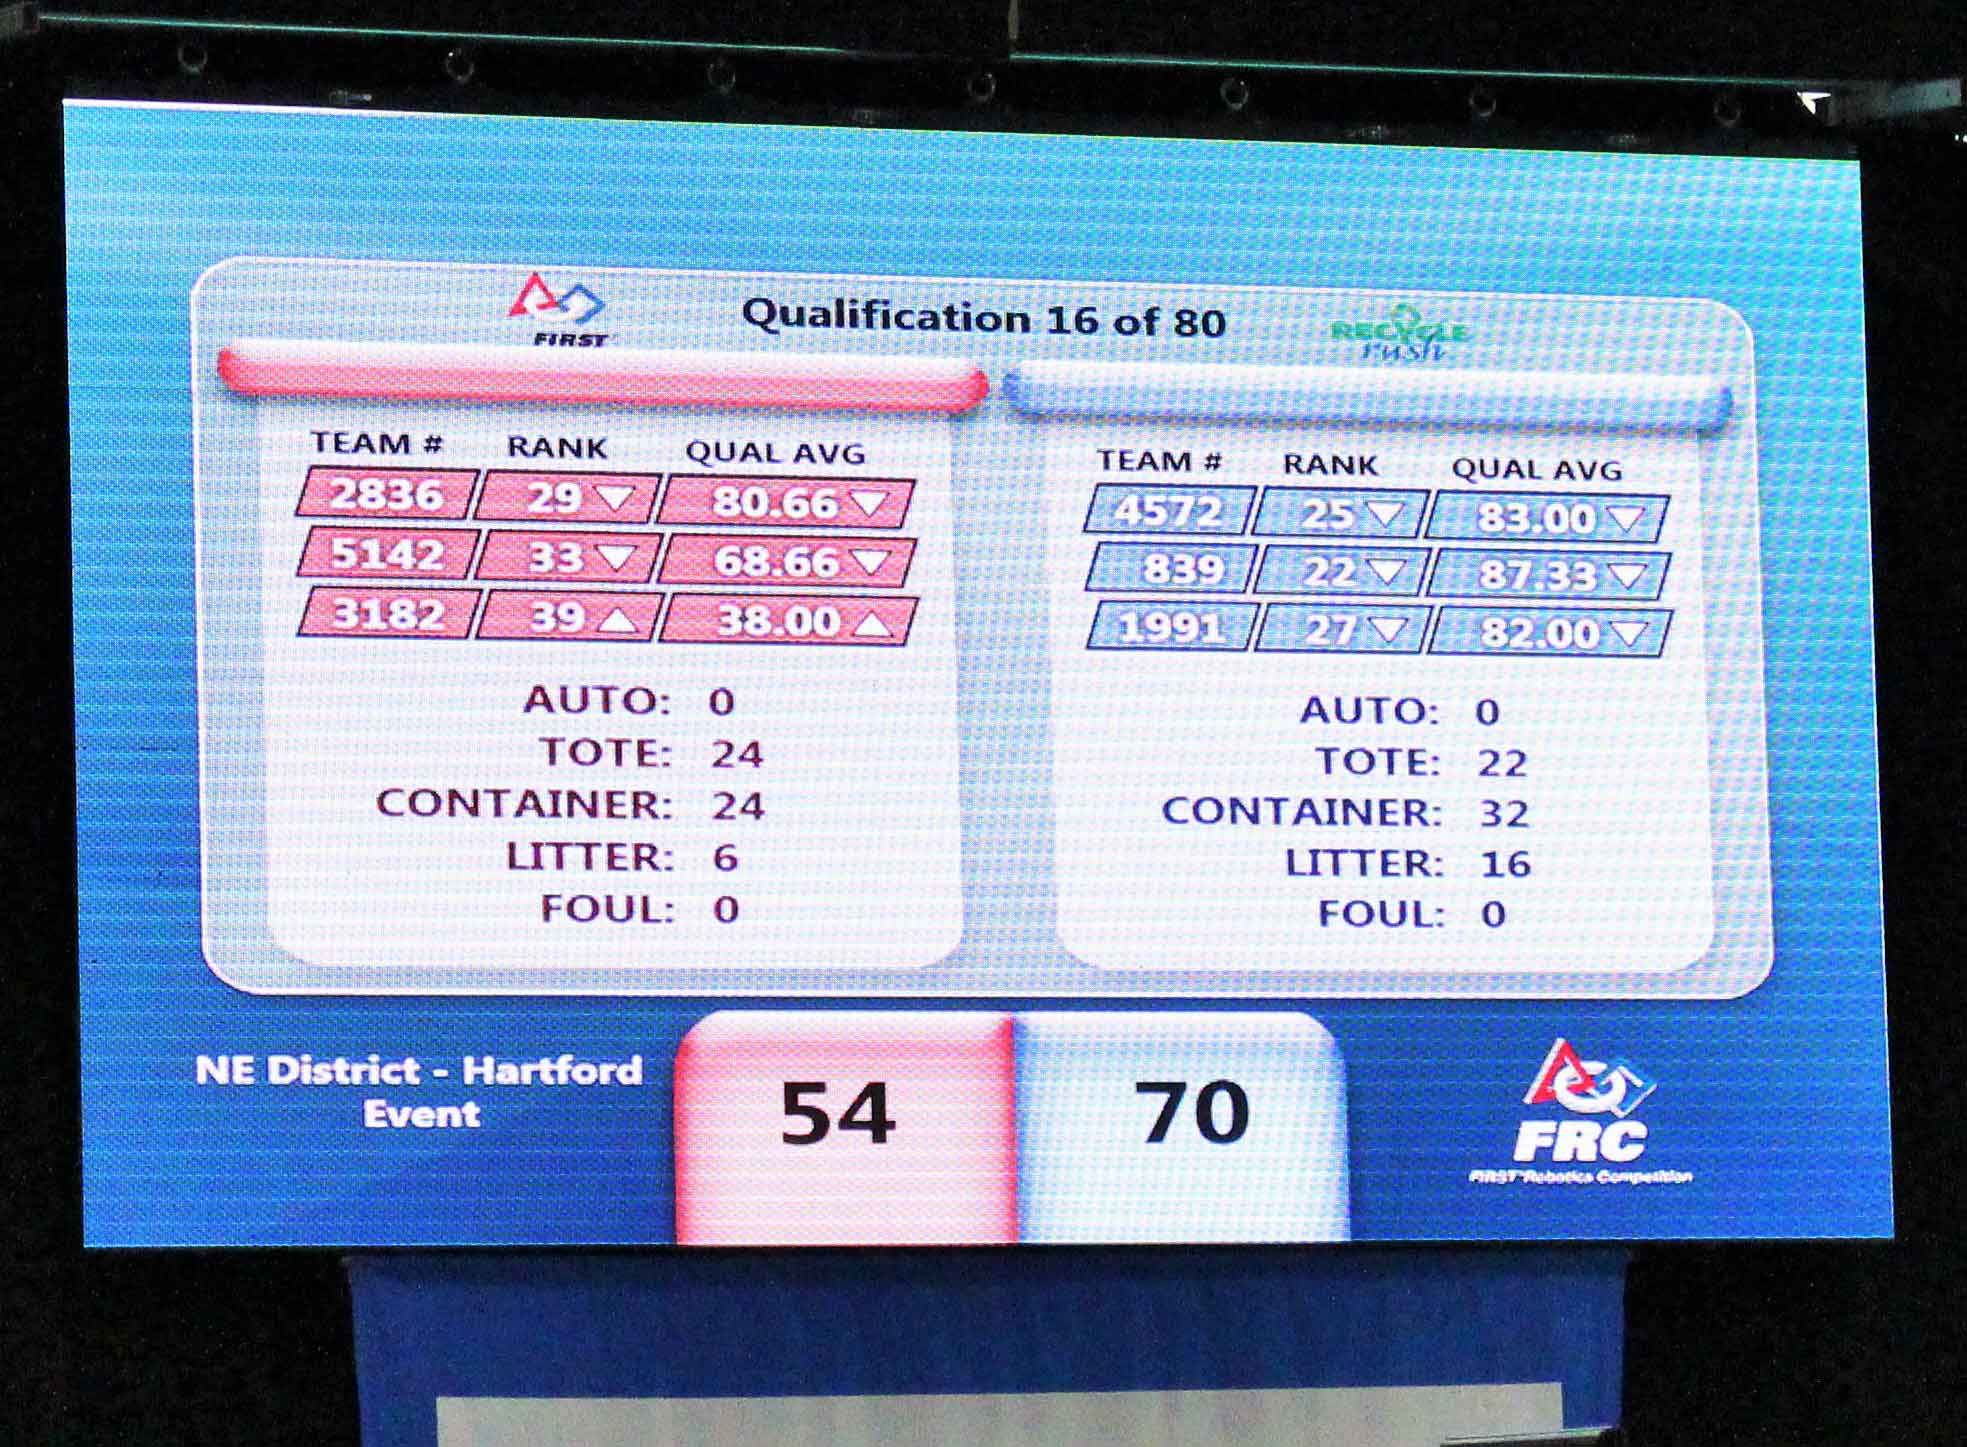 FIRST
Qualification 16 of 80
RECYCLE
rush
TEAM # RANK QUAL AVG
2836 29 ▼ 80.66 ▼
5142 33 ▼ 68.66 ▼
3182 39 ▲ 38.00 ▲
AUTO: 0
TOTE: 24
CONTAINER: 24
LITTER: 6
FOUL: 0
TEAM # RANK QUAL AVG
4572 25 ▼ 83.00 ▼
839 22 ▼ 87.33 ▼
1991 27 ▼ 82.00 ▼
AUTO: 0
TOTE: 22
CONTAINER: 32
LITTER: 16
FOUL: 0
NE District - Hartford
Event
54
70
FRC
FIRST Robotics Competition